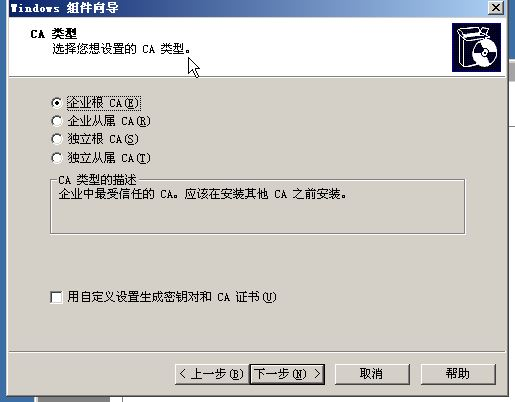 Windows 组件向导
CA 类型
选择您想设置的 CA 类型。
企业根 CA(E)
企业从属 CA(R)
独立根 CA(S)
独立从属 CA(T)
CA 类型的描述
企业中最受信任的 CA。应该在安装其他 CA 之前安装。
用自定义设置生成密钥对和 CA 证书(U)
< 上一步(B) 下一步(N) > 取消 帮助